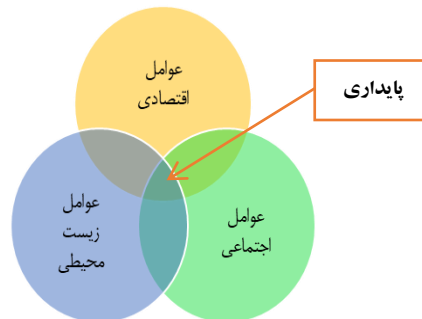 عوامل
اقتصادی
پایداری
عوامل
زیست
محیطی
عوامل
اجتماعی